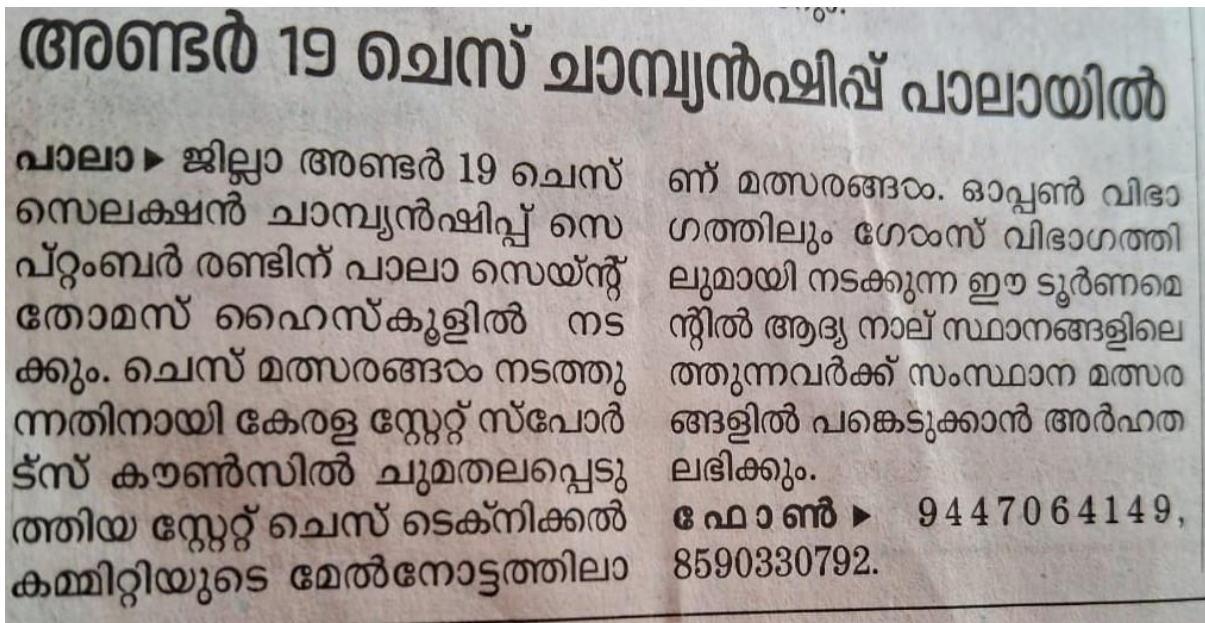 അണ്ടർ 19 ചെസ് ചാമ്പ്യൻഷിപ്പ് പാലായിൽ
പാലാ ▶ ജില്ലാ അണ്ടർ 19 ചെസ്
സെലക്ഷൻ ചാമ്പ്യൻഷിപ്പ് സെ
പ്റ്റംബർ രണ്ടിന് പാലാ സെയ്ന്റ്
തോമസ് ഹൈസ്കൂളിൽ നട
ക്കും. ചെസ് മത്സരങ്ങൾ നടത്തു
ന്നതിനായി കേരള സ്റ്റേറ്റ് സ്പോർ
ട്സ് കൗൺസിൽ ചുമതലപ്പെടു
ത്തിയ സ്റ്റേറ്റ് ചെസ് ടെക്നിക്കൽ
കമ്മിറ്റിയുടെ മേൽനോട്ടത്തിലാ
ണ് മത്സരങ്ങൾ. ഓപ്പൺ വിഭാ
ഗത്തിലും ഗേൾസ് വിഭാഗത്തി
ലുമായി നടക്കുന്ന ഈ ടൂർണമെ
ന്റിൽ ആദ്യ നാല് സ്ഥാനങ്ങളിലെ
ത്തുന്നവർക്ക് സംസ്ഥാന മത്സര
ങ്ങളിൽ പങ്കെടുക്കാൻ അർഹത
ലഭിക്കും.
ഫോൺ ▶ 9447064149,
8590330792.